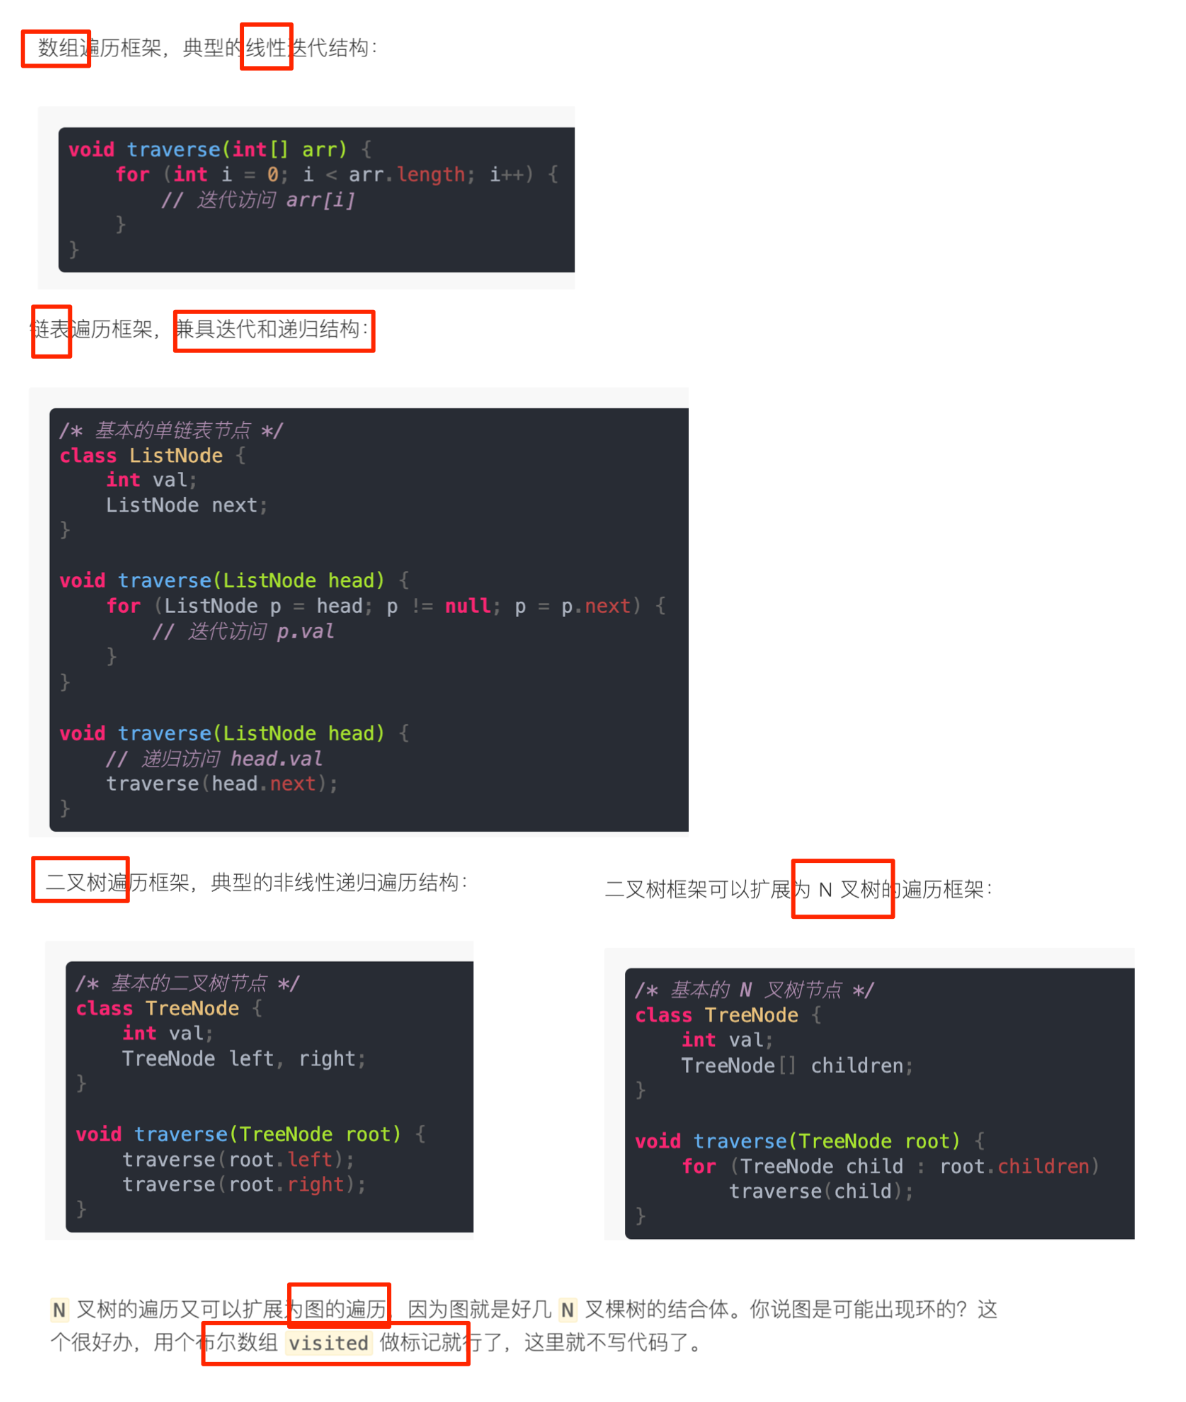 数组遍历框架，典型的线性迭代结构：
void traverse(int[] arr) {
    for (int i = 0; i < arr.length; i++) {
        // 迭代访问 arr[i]
    }
}
链表遍历框架，兼具迭代和递归结构：
/* 基本的单链表节点 */
class ListNode {
    int val;
    ListNode next;
}
void traverse(ListNode head) {
    for (ListNode p = head; p != null; p = p.next) {
        // 迭代访问 p.val
    }
}
void traverse(ListNode head) {
    // 递归访问 head.val
    traverse(head.next);
}
二叉树遍历框架，典型的非线性递归遍历结构：
/* 基本的二叉树节点 */
class TreeNode {
    int val;
    TreeNode left, right;
}
void traverse(TreeNode root) {
    traverse(root.left);
    traverse(root.right);
}
二叉树框架可以扩展为 N 叉树的遍历框架：
/* 基本的 N 叉树节点 */
class TreeNode {
    int val;
    TreeNode[] children;
}
void traverse(TreeNode root) {
    for (TreeNode child : root.children)
        traverse(child);
}
N 叉树的遍历又可以扩展为图的遍历，因为图就是好几 N 叉棵树的结合体。你说图是可能出现环的？这
个很好办，用个布尔数组 visited 做标记就行了，这里就不写代码了。